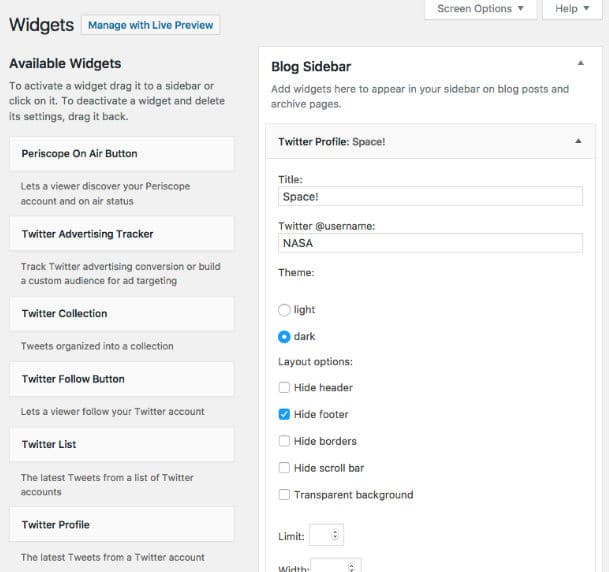 Screen Options
Help
Widgets
Manage with Live Preview
Available Widgets
To activate a widget drag it to a sidebar or
click on it. To deactivate a widget and delete
its settings, drag it back.
Periscope On Air Button
Lets a viewer discover your Periscope
account and on air status
Twitter Advertising Tracker
Track Twitter advertising conversion or build
a custom audience for ad targeting
Twitter Collection
Tweets organized into a collection
Twitter Follow Button
Lets a viewer follow your Twitter account
Twitter List
The latest Tweets from a list of Twitter
accounts
Twitter Profile
The latest Tweets from a Twitter account
Blog Sidebar
Add widgets here to appear in your sidebar on blog posts and
archive pages.
Twitter Profile: Space!
Title:
Space!
Twitter @username:
NASA
Theme:
light
dark
Layout options:
Hide header
Hide footer
Hide borders
Hide scroll bar
Transparent background
Limit:
Width: